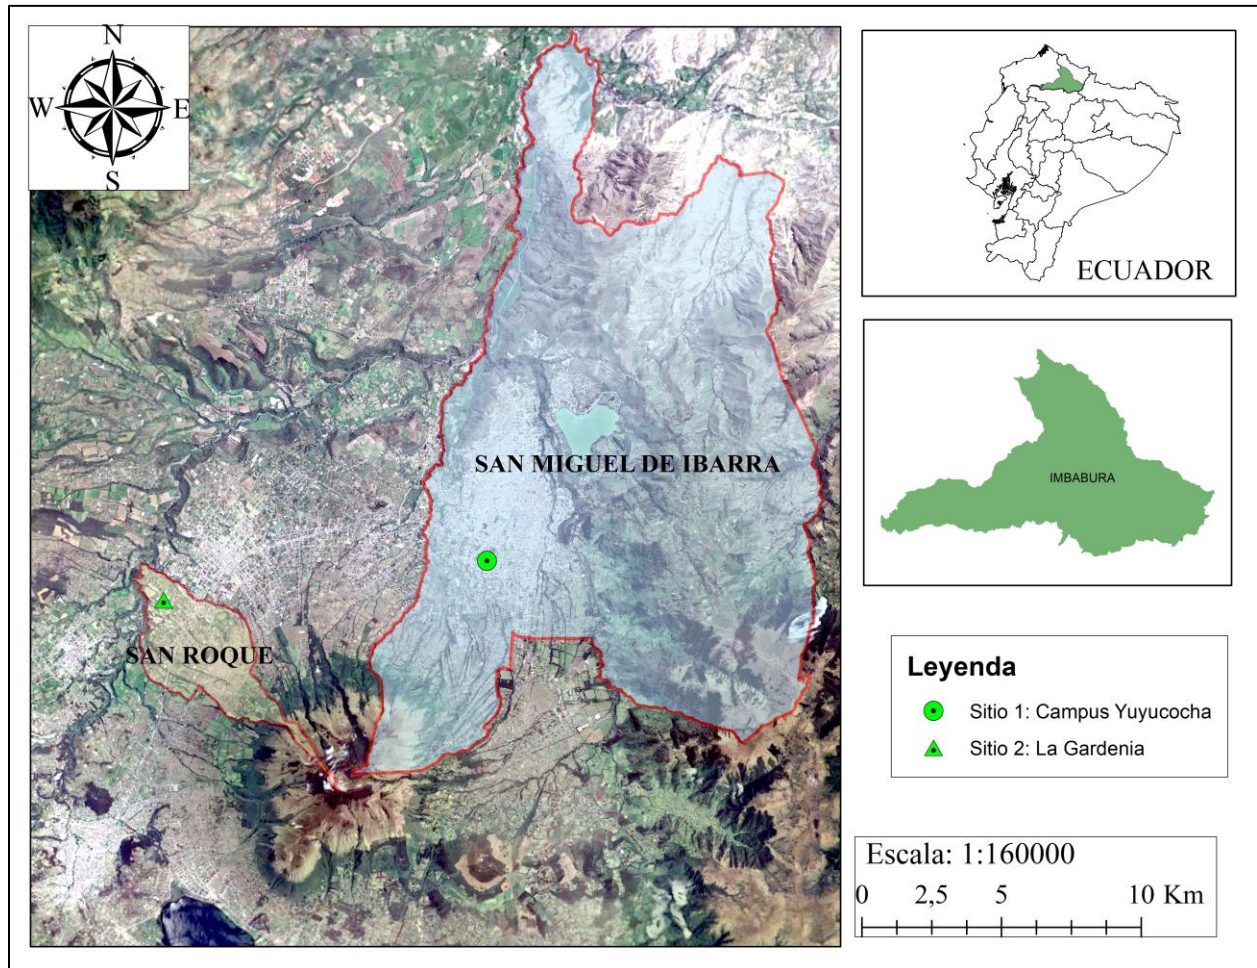 N
W E
S
SAN MIGUEL DE IBARRA
SAN ROQUE
ECUADOR
IMBABURA
Leyenda
Sitio 1: Campus Yuyucocha
Sitio 2: La Gardenia
Escala: 1:160000
0 2,5 5 10 Km